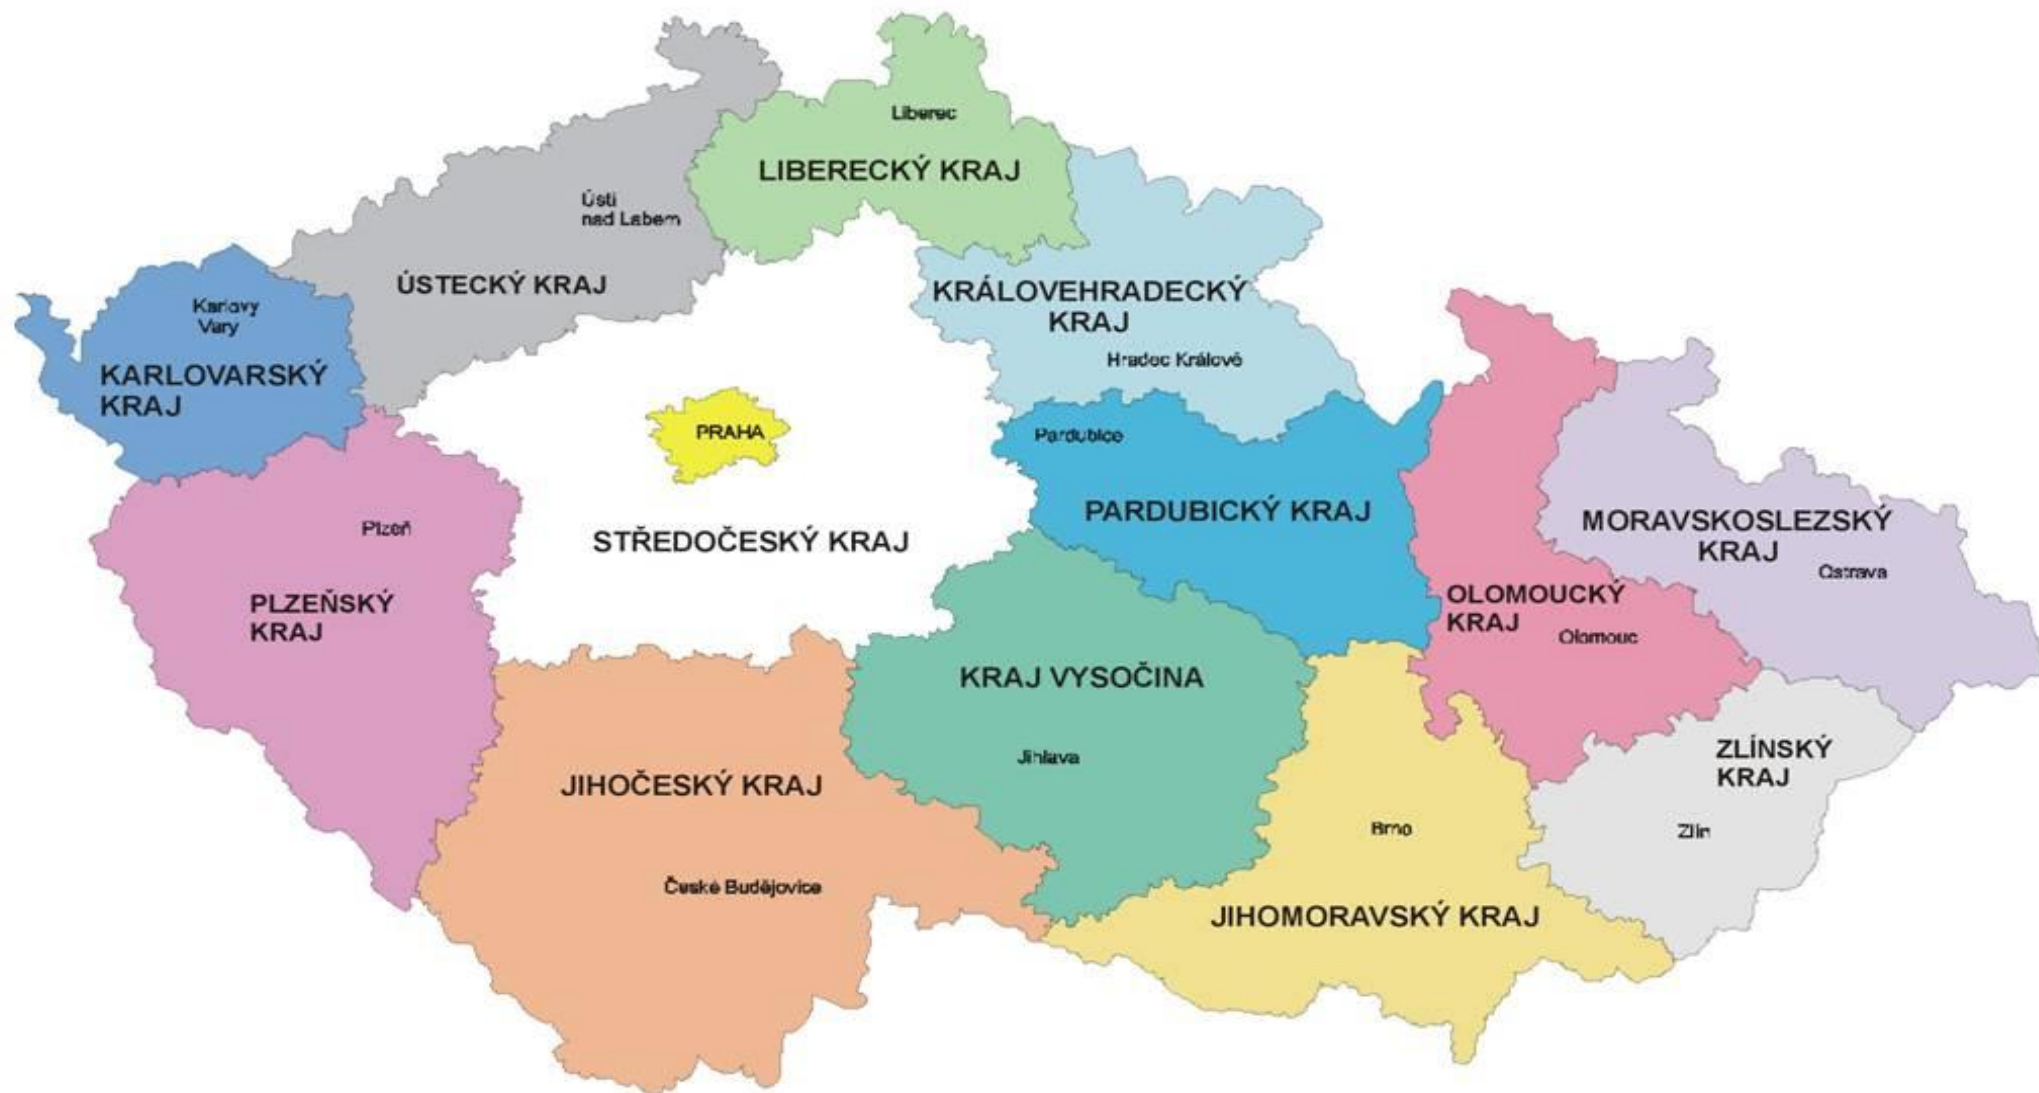 Liberec
LIBERECKÝ KRAJ
Ústí
nad Labem
ÚSTECKÝ KRAJ
Karlovy
Vary
KARLOVARSKÝ
KRAJ
KRÁLOVEHRADECKÝ
KRAJ
Hradec Králové
PRAHA
Pardubice
PARDUBICKÝ KRAJ
Plzeň
STŘEDOČESKÝ KRAJ
MORAVSKOSLEZSKÝ
KRAJ
Ostrava
PLZEŇSKÝ
KRAJ
OLOMOUCKÝ
KRAJ
Olomouc
KRAJ VYSOČINA
Jihlava
JIHOČESKÝ KRAJ
České Budějovice
ZLÍNSKÝ
KRAJ
Zlín
Brno
JIHOMORAVSKÝ KRAJ